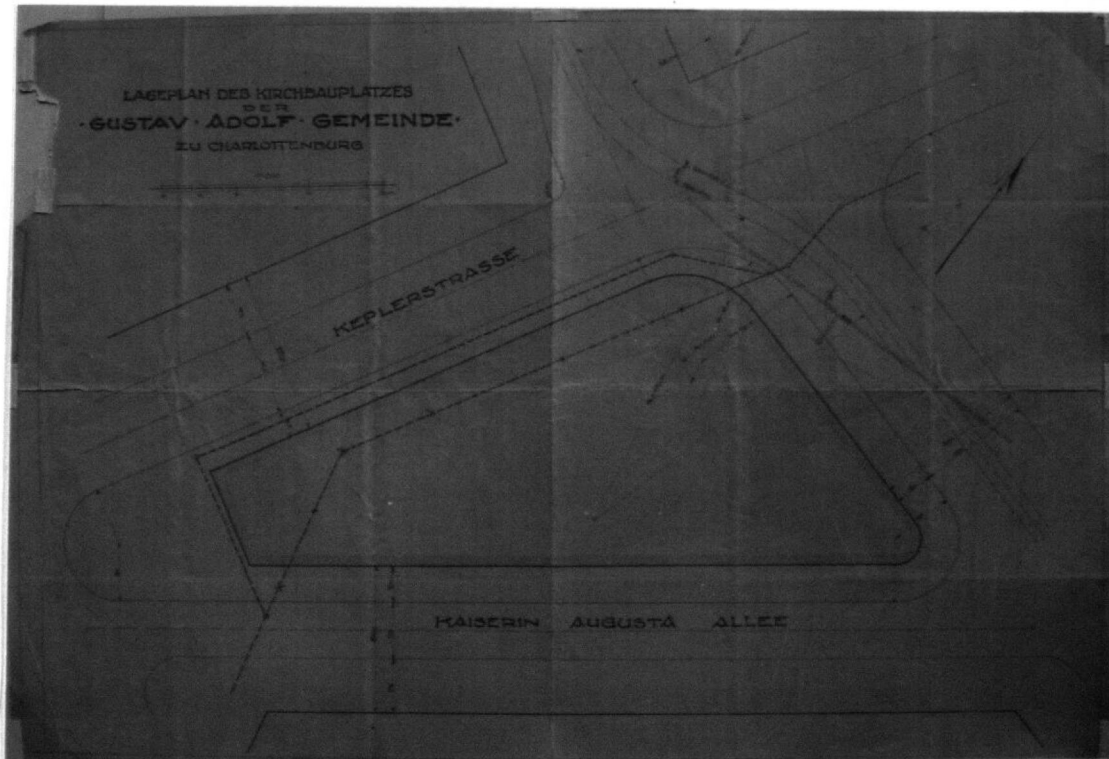 LAGEPLAN DES KIRCHBAUPLATZES
DER
·GUSTAV·ADOLF·GEMEINDE·
ZU CHARLOTTENBURG
KEPLERSTRASSE
KAISERIN AUGUSTA ALLEE